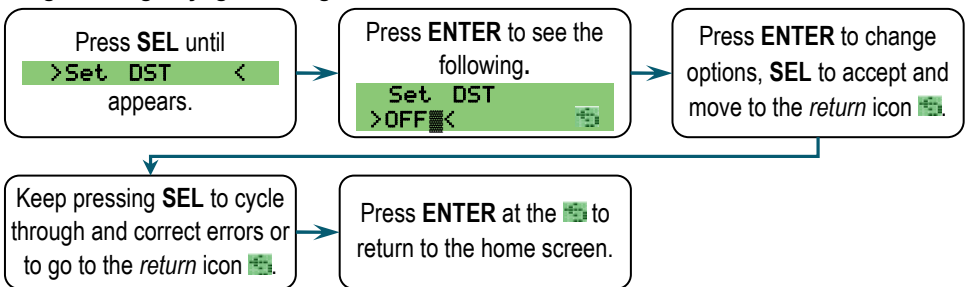 Press SEL until
>Set DST <
appears.
Press ENTER to see the
following.
Set DST
>OFF<
Press ENTER to change
options, SEL to accept and
move to the return icon .
Keep pressing SEL to cycle
through and correct errors or
to go to the return icon .
Press ENTER at the to
return to the home screen.